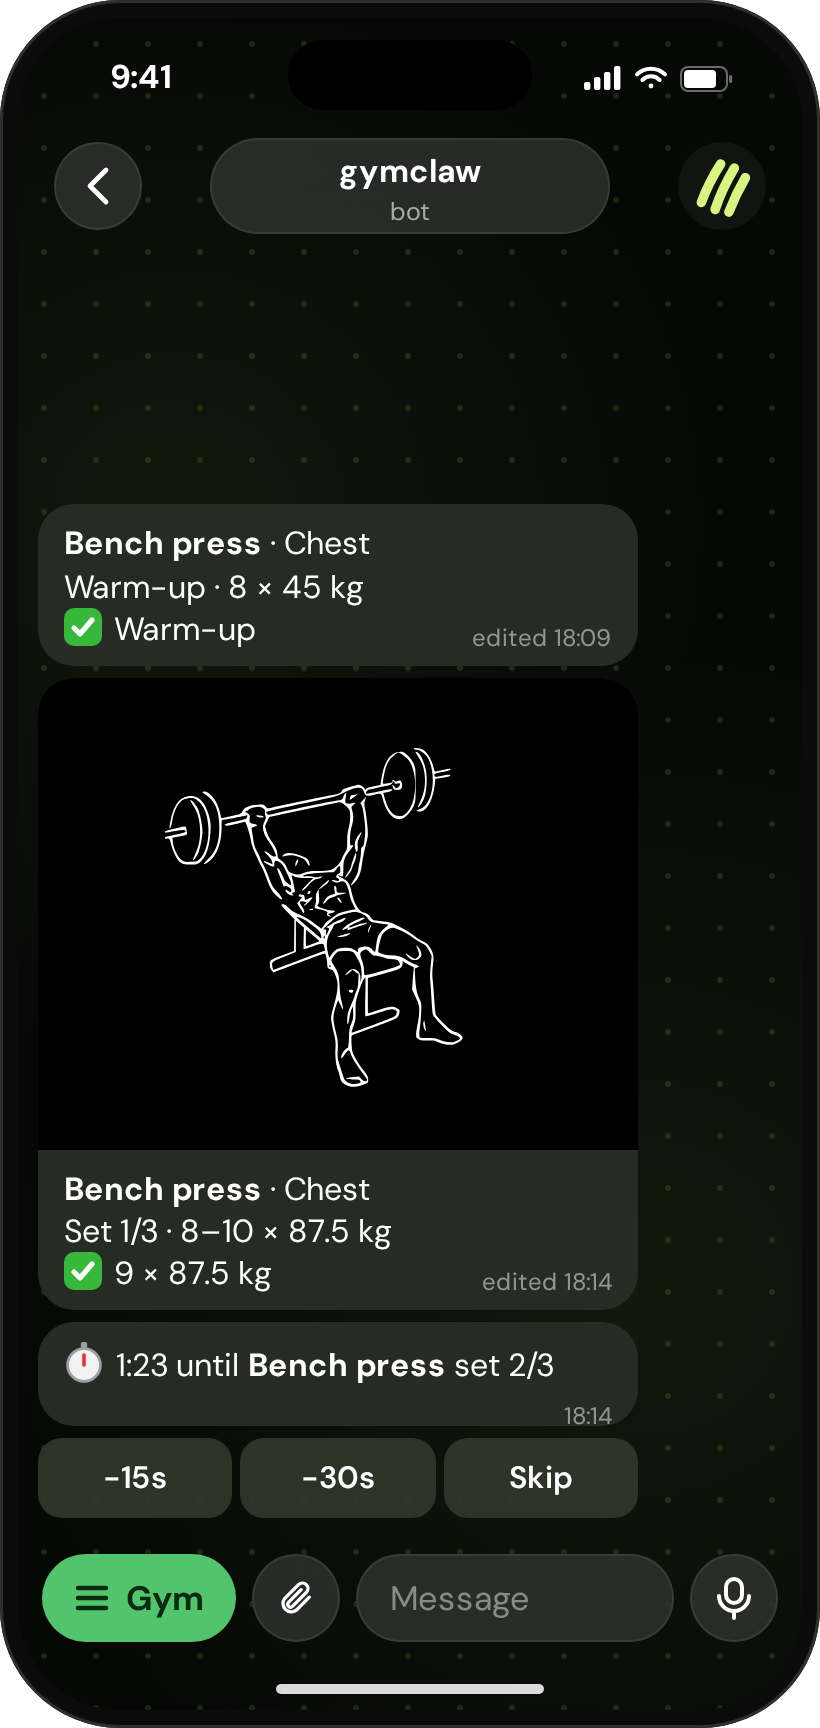 9:41
gymclaw
bot
Bench press · Chest
Warm-up · 8 × 45 kg
✅ Warm-up
edited 18:09
Bench press · Chest
Set 1/3 · 8–10 × 87.5 kg
✅ 9 × 87.5 kg
edited 18:14
⏱️ 1:23 until Bench press set 2/3
18:14
-15s
-30s
Skip
Gym
Message